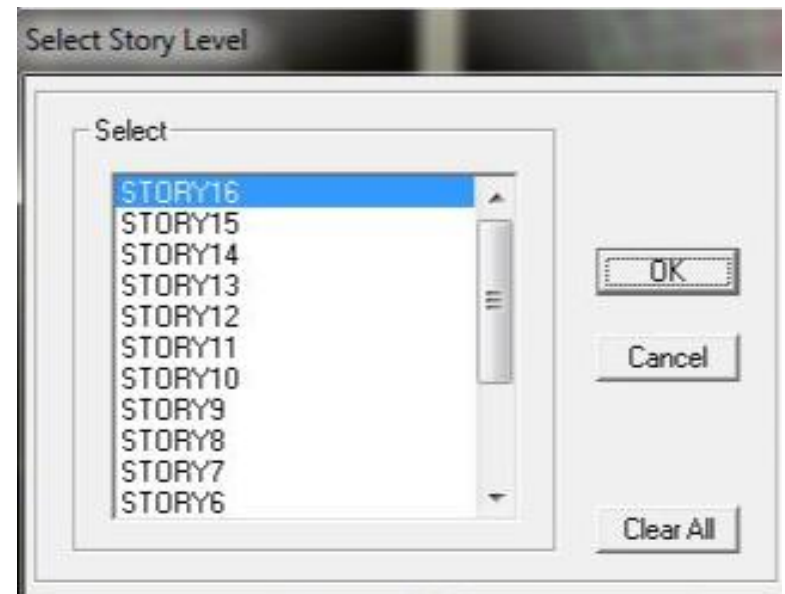 Select Story Level
Select
STORY16
STORY15
STORY14
STORY13
STORY12
STORY11
STORY10
STORY9
STORY8
STORY7
STORY6
OK
Cancel
Clear All